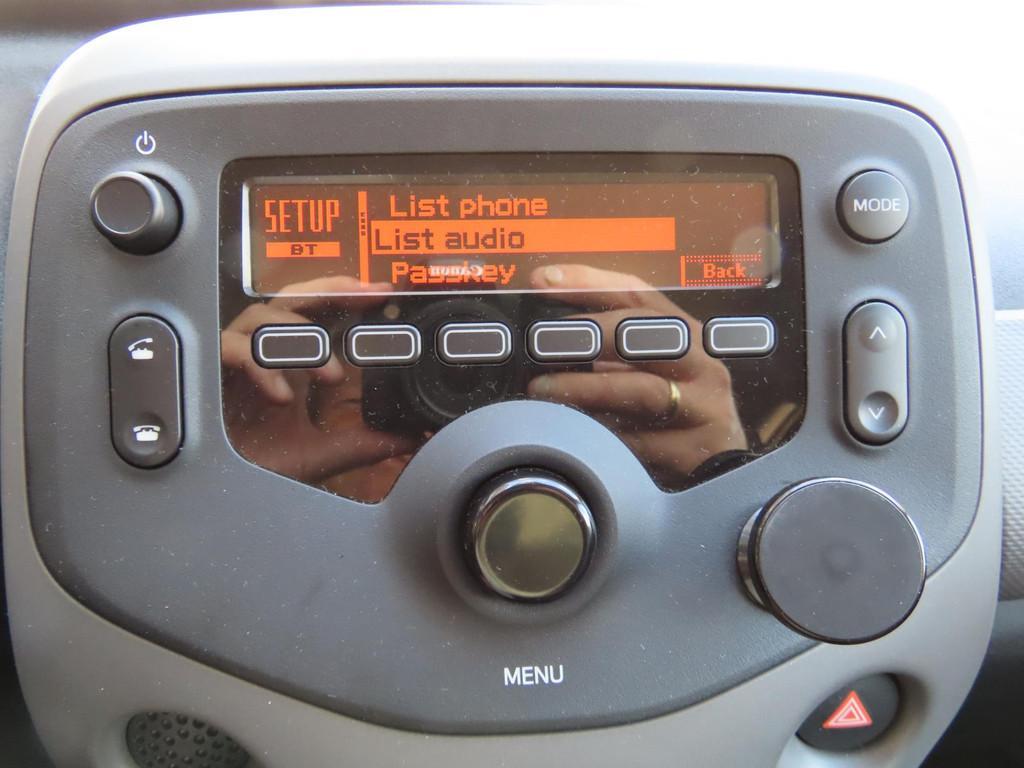 SETUP
BT
List phone
List audio
Passkey
Back
MODE
MENU